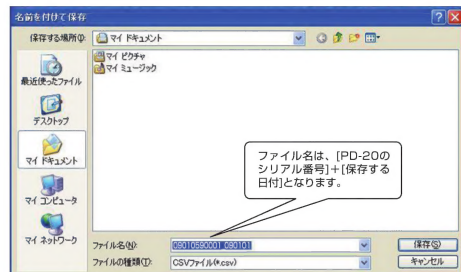 名前を付けて保存
保存する場所(I):
マイ ドキュメント
マイ ピクチャ
マイ ミュージック
最近使ったファイル
デスクトップ
マイ ドキュメント
マイ コンピュータ
マイ ネットワーク
ファイル名は、[PD-20の
シリアル番号]+[保存する
日付]となります。
ファイル名(N):
09010590001_090101
保存(S)
ファイルの種類(T):
CSVファイル(*.csv)
キャンセル